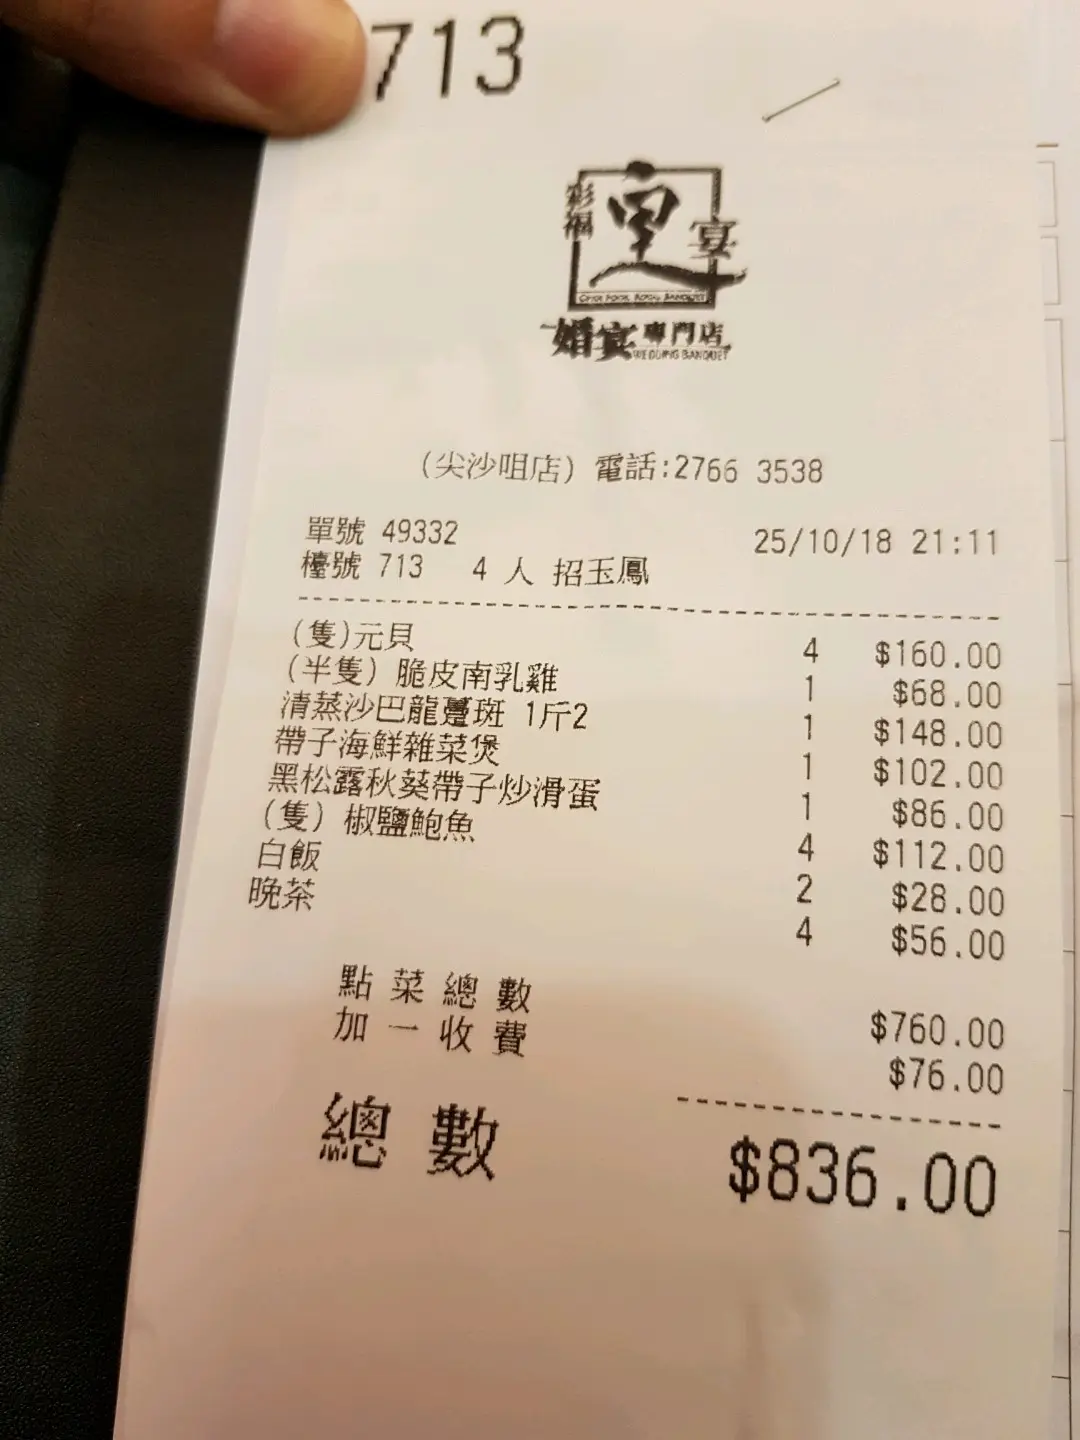 713
彩福
皇
宴
婚宴專門店
WEDDING BANQUET
(尖沙咀店) 電話:2766 3538
單號 49332 25/10/18 21:11
檯號 713 4 人 招玉鳳
(隻)元貝 4 $160.00
(半隻) 脆皮南乳雞 1 $68.00
清蒸沙巴龍躉斑 1斤2 1 $148.00
帶子海鮮雜菜煲 1 $102.00
黑松露秋葵帶子炒滑蛋 1 $86.00
(隻) 椒鹽鮑魚 4 $112.00
白飯 2 $28.00
晚茶 4 $56.00
點菜總數 $760.00
加一收費 $76.00
總數 $836.00